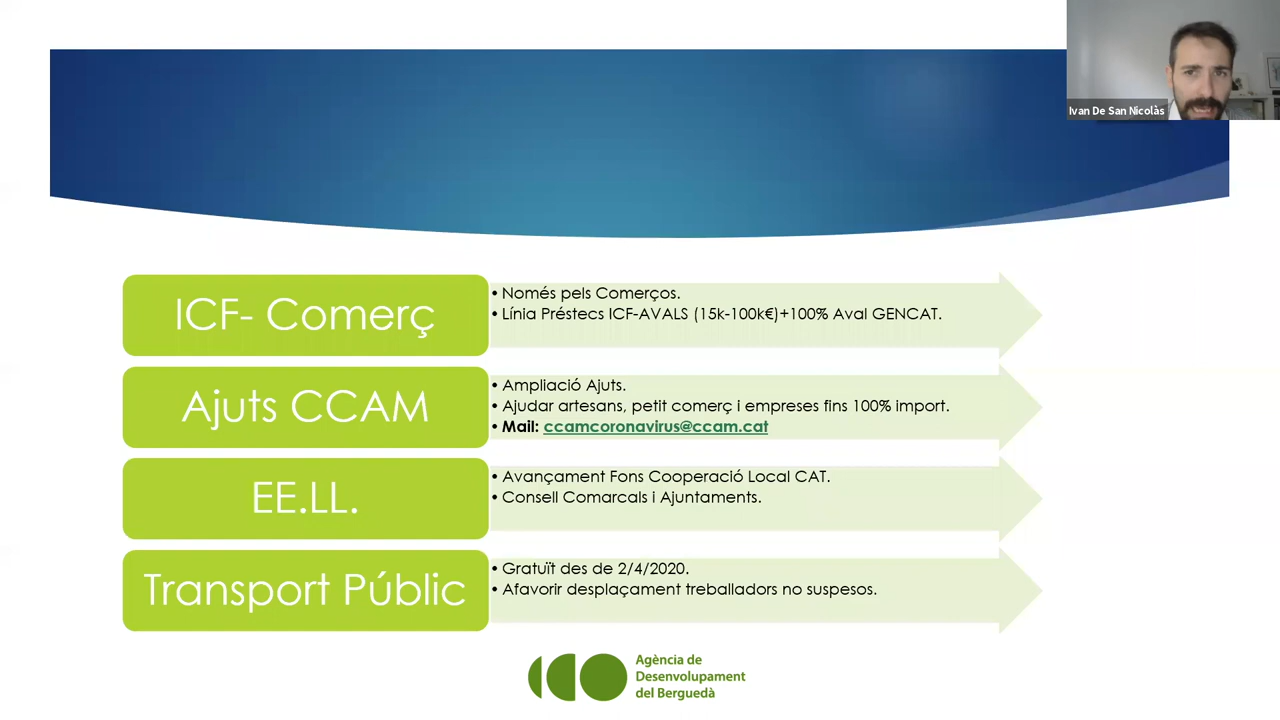 Ivan De San Nicolàs
ICF- Comerç
• Només pels Comerços.
• Línia Préstecs ICF-AVALS (15k-100k€)+100% Aval GENCAT.
Ajuts CCAM
• Ampliació Ajuts.
• Ajudar artesans, petit comerç i empreses fins 100% import.
• Mail: ccamcoronavirus@ccam.cat
EE.LL.
• Avançament Fons Cooperació Local CAT.
• Consell Comarcals i Ajuntaments.
Transport Públic
• Gratuït des de 2/4/2020.
• Afavorir desplaçament treballadors no suspesos.
Agència de
Desenvolupament
del Berguedà